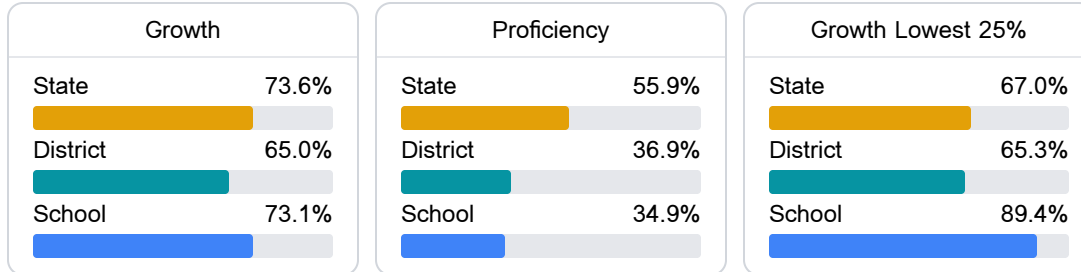 Growth
State 73.6%
District 65.0%
School 73.1%
Proficiency
State 55.9%
District 36.9%
School 34.9%
Growth Lowest 25%
State 67.0%
District 65.3%
School 89.4%